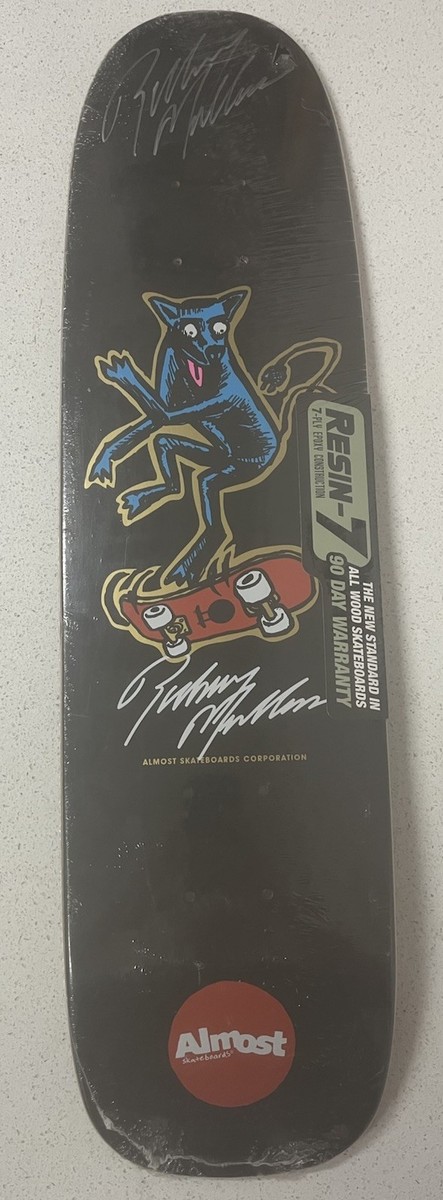 Rodney
Mullen
RESIN-7
7-PLY EPOXY CONSTRUCTION
THE NEW STANDARD IN
ALL WOOD SKATEBOARDS
90 DAY WARRANTY
Rodney
Mullen
ALMOST SKATEBOARDS CORPORATION
Almost
skateboards